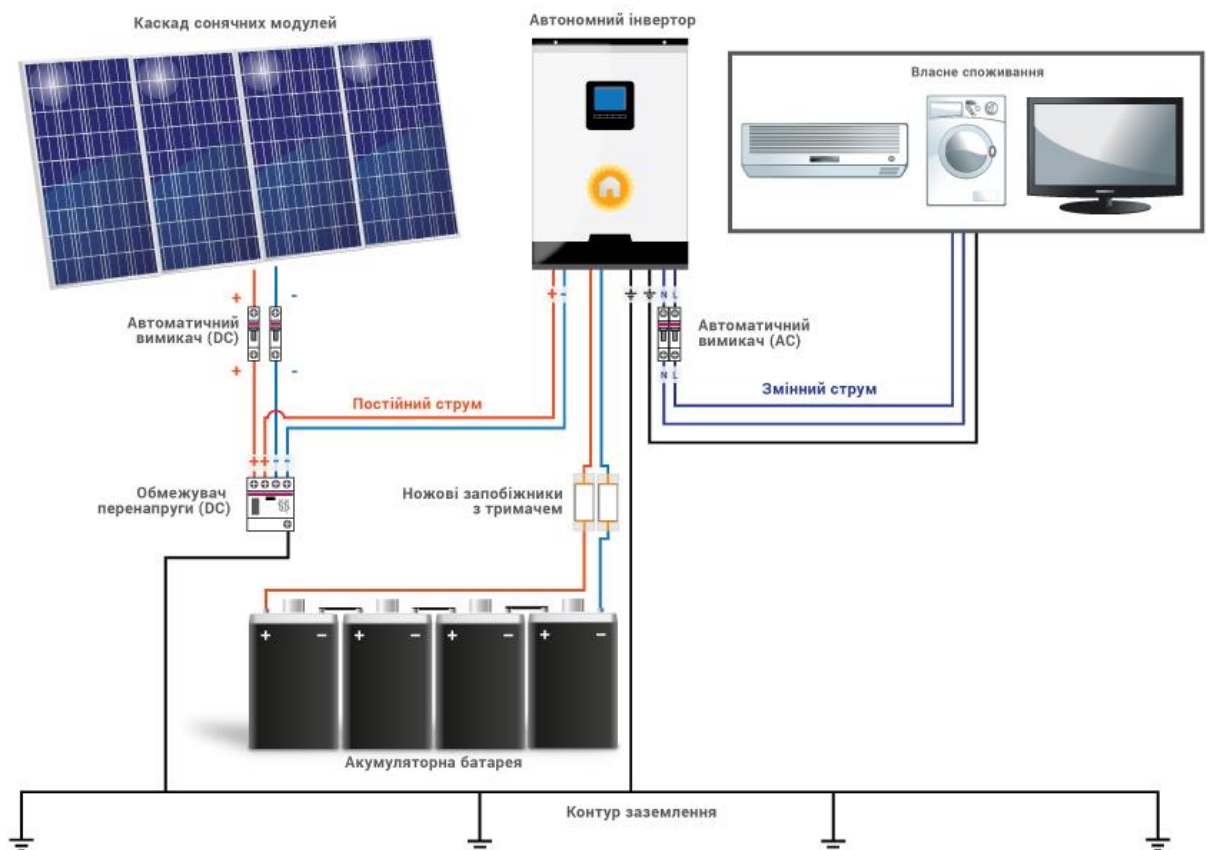 Каскад сонячних модулей
Автономний інвертор
Власне споживання
+ -
+ - N L
Автоматичний
вимикач (DC)
Автоматичний
вимикач (AC)
+ -
N L
Постійний струм
Змінний струм
+ + - -
Обмежувач
перенапруги (DC)
Ножові запобіжники
з тримачем
+ − + − + − + −
Акумуляторна батарея
Контур заземлення